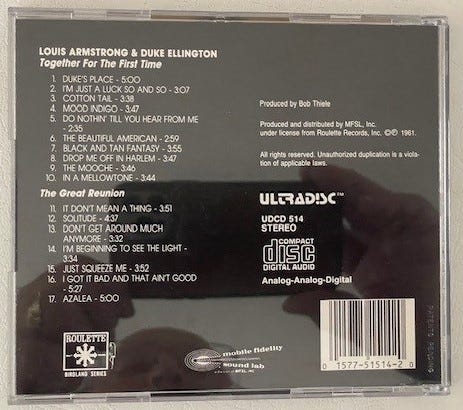 LOUIS ARMSTRONG & DUKE ELLINGTON
Together For The First Time
1. DUKE'S PLACE - 5:00
2. I'M JUST A LUCK SO AND SO - 3:07
3. COTTON TAIL - 3:38
4. MOOD INDIGO - 3:47
5. DO NOTHIN' TILL YOU HEAR FROM ME
- 2:35
6. THE BEAUTIFUL AMERICAN - 2:59
7. BLACK AND TAN FANTASY - 3:55
8. DROP ME OFF IN HARLEM - 3:47
9. THE MOOCHE - 3:46
10. IN A MELLOWTONE - 3:44
The Great Reunion
11. IT DON'T MEAN A THING - 3:51
12. SOLITUDE - 4:37
13. DON'T GET AROUND MUCH
ANYMORE - 3:32
14. I'M BEGINNING TO SEE THE LIGHT -
3:34
15. JUST SQUEEZE ME - 3:52
16. I GOT IT BAD AND THAT AIN'T GOOD
- 5:27
17. AZALEA - 5:00
Produced by Bob Thiele
Produced and distributed by MFSL, Inc.
under license from Roulette Records, Inc. ©℗ 1961.
All rights reserved. Unauthorized duplication is a viola-
tion of applicable laws.
ULTRADISC™
UDCD 514
STEREO
COMPACT
disc
DIGITAL AUDIO
Analog-Analog-Digital
ROULETTE
BIRDLAND SERIES
mobile fidelity
sound lab
0 1577-51514-2 0
PATENTS PENDING